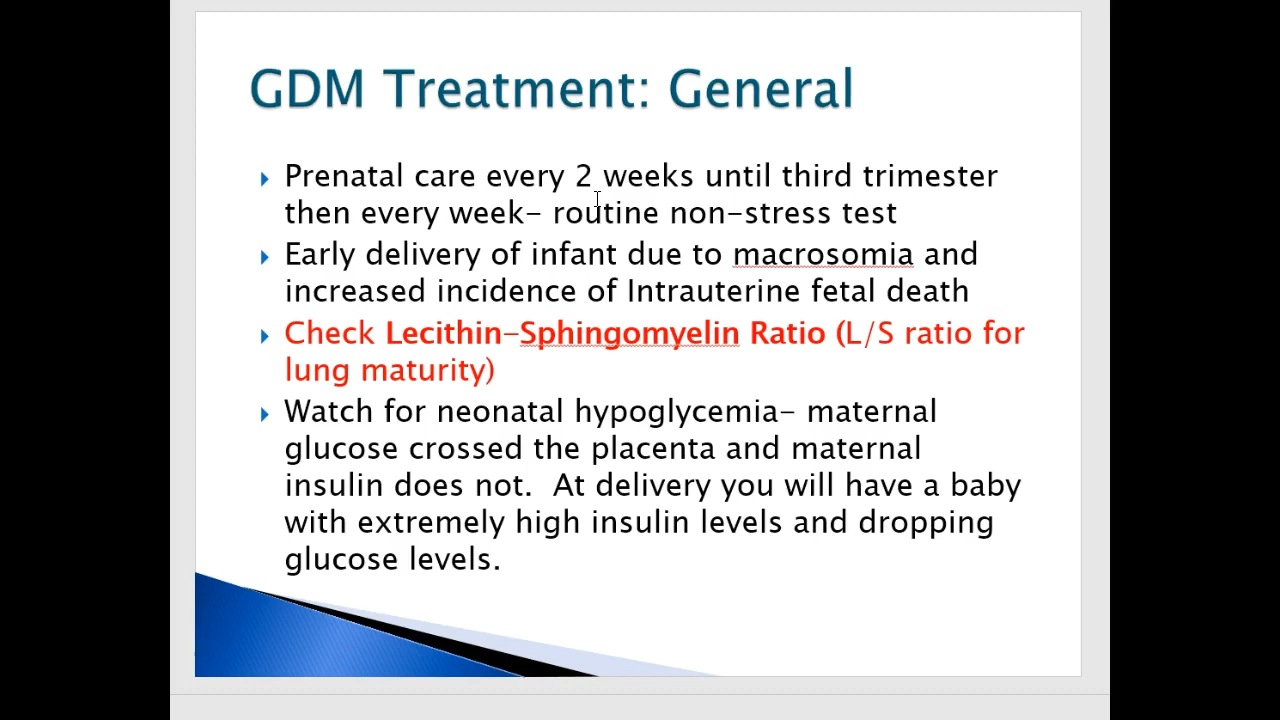 GDM Treatment: General
Prenatal care every 2 weeks until third trimester
then every week- routine non-stress test
Early delivery of infant due to macrosomia and
increased incidence of Intrauterine fetal death
Check Lecithin-Sphingomyelin Ratio (L/S ratio for
lung maturity)
Watch for neonatal hypoglycemia- maternal
glucose crossed the placenta and maternal
insulin does not.  At delivery you will have a baby
with extremely high insulin levels and dropping
glucose levels.